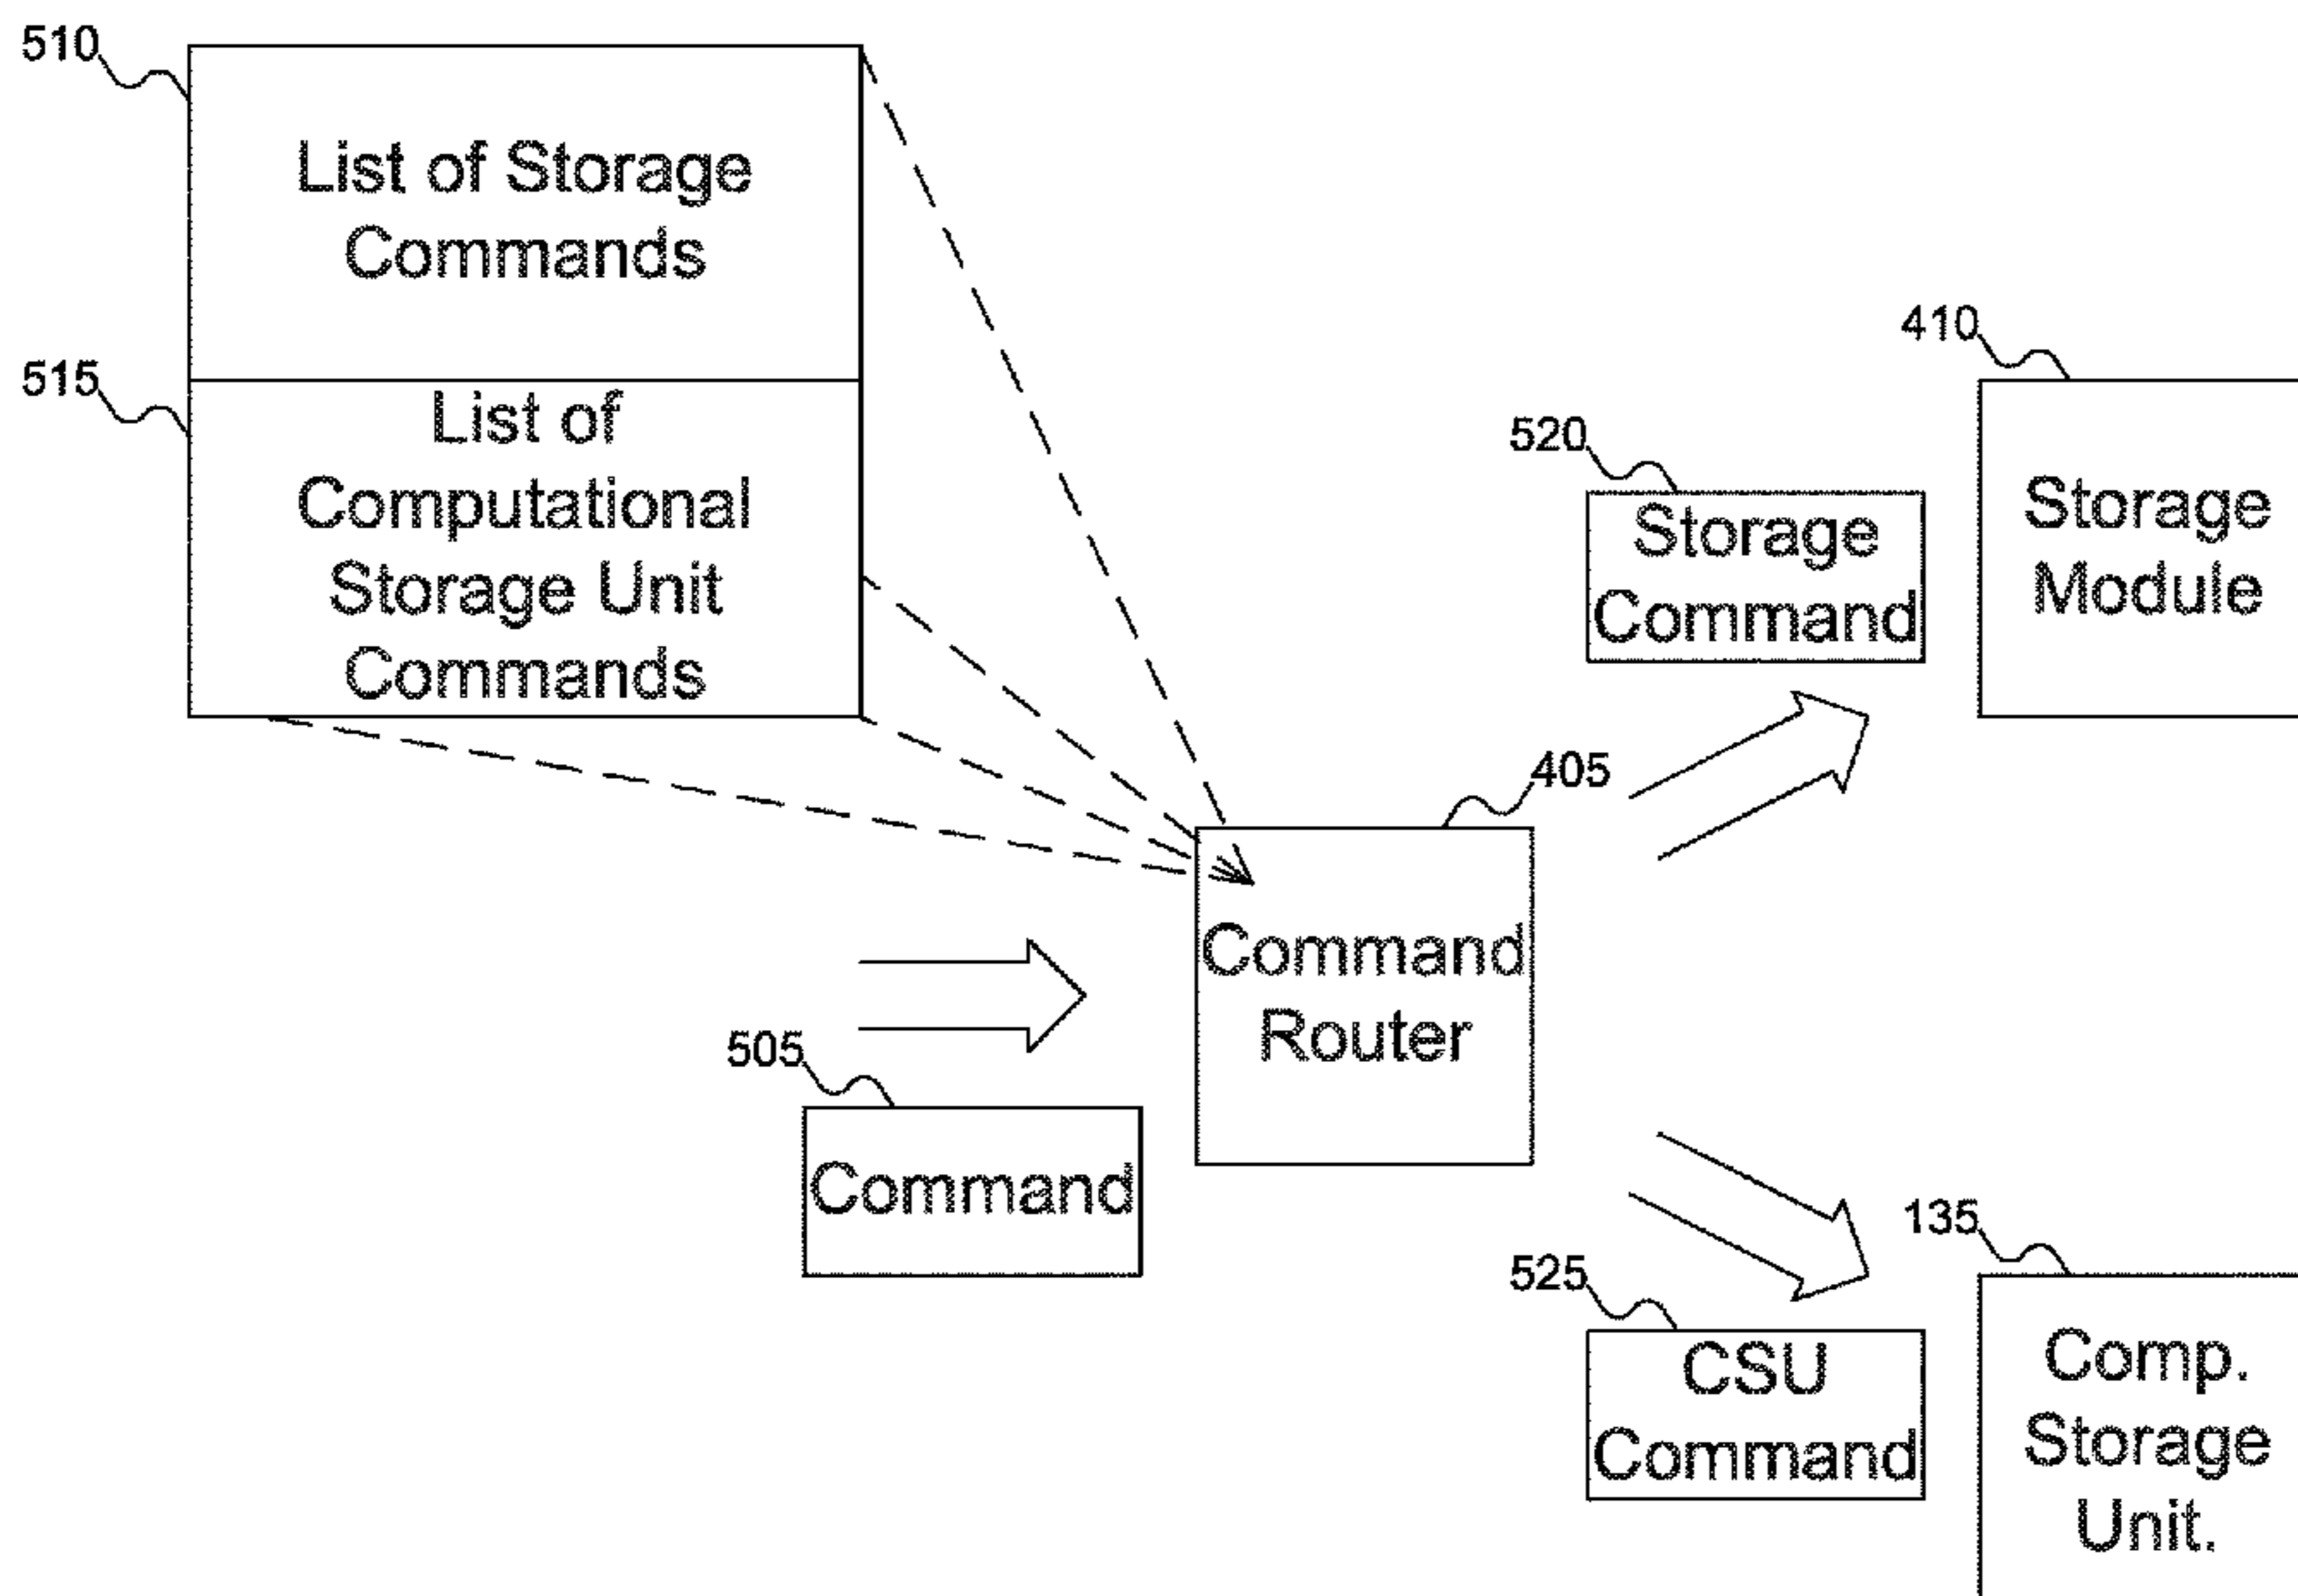 510
List of Storage
Commands
515
List of
Computational
Storage Unit
Commands
410
520
Storage
Command
Storage
Module
405
Command
Router
505
Command
135
525
CSU
Command
Comp.
Storage
Unit.